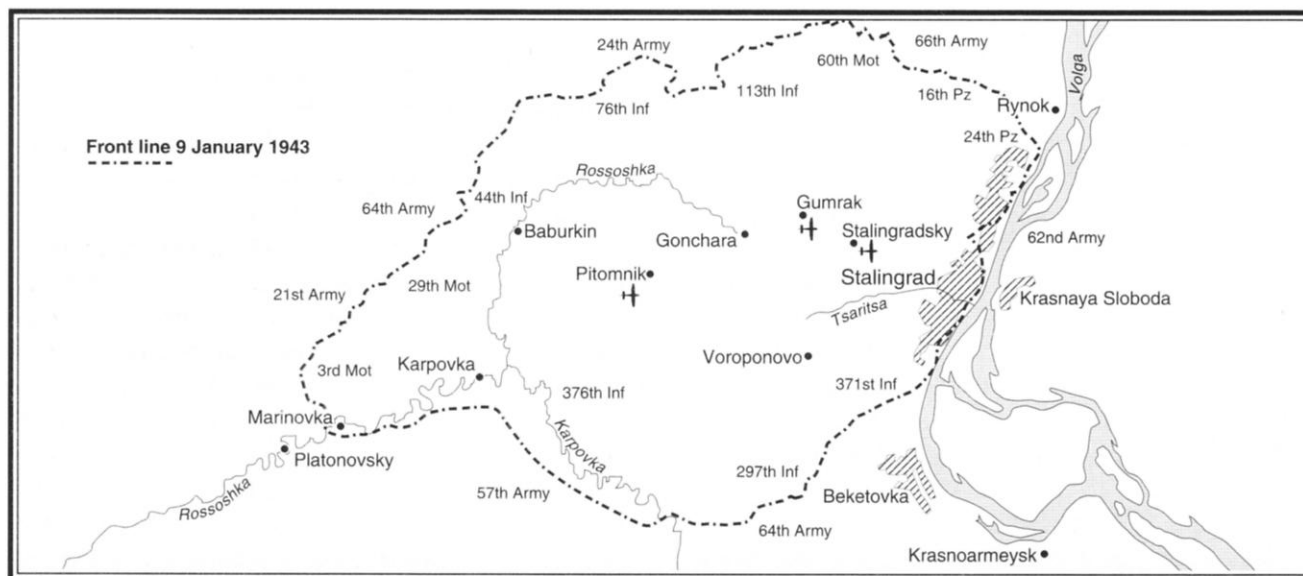 66th Army
24th Army
60th Mot
Volga
113th Inf
16th Pz
76th Inf
Rynok
24th Pz
Front line 9 January 1943
Rossoshka
44th Inf
Gumrak
64th Army
Baburkin
Gonchara
Stalingradsky
62nd Army
Pitomnik
Stalingrad
29th Mot
21st Army
Krasnaya Sloboda
Tsaritsa
Voroponovo
3rd Mot
Karpovka
371st Inf
376th Inf
Marinovka
Karpovka
Platonovsky
297th Inf
Rossoshka
57th Army
Beketovka
64th Army
Krasnoarmeysk